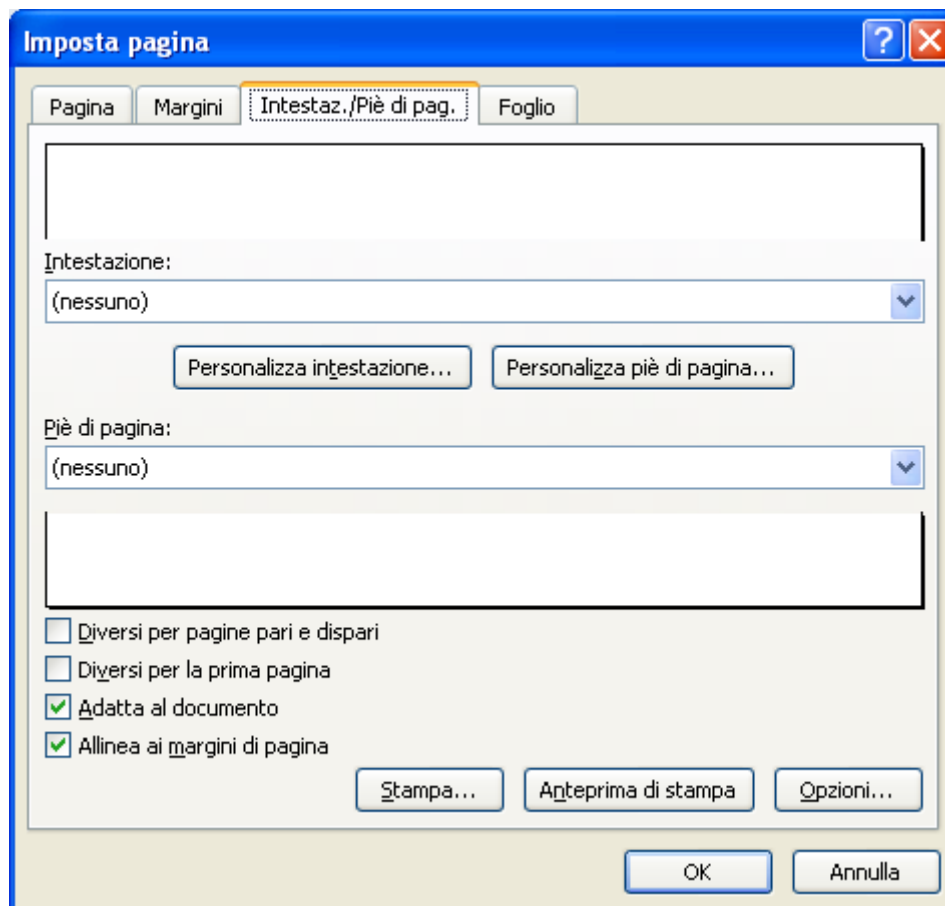 Imposta pagina
Pagina Margini Intestaz./Piè di pag. Foglio
Intestazione:
(nessuno)
Personalizza intestazione... Personalizza piè di pagina...
Piè di pagina:
(nessuno)
Diversi per pagine pari e dispari
Diversi per la prima pagina
Adatta al documento
Allinea ai margini di pagina
Stampa... Anteprima di stampa Opzioni...
OK Annulla